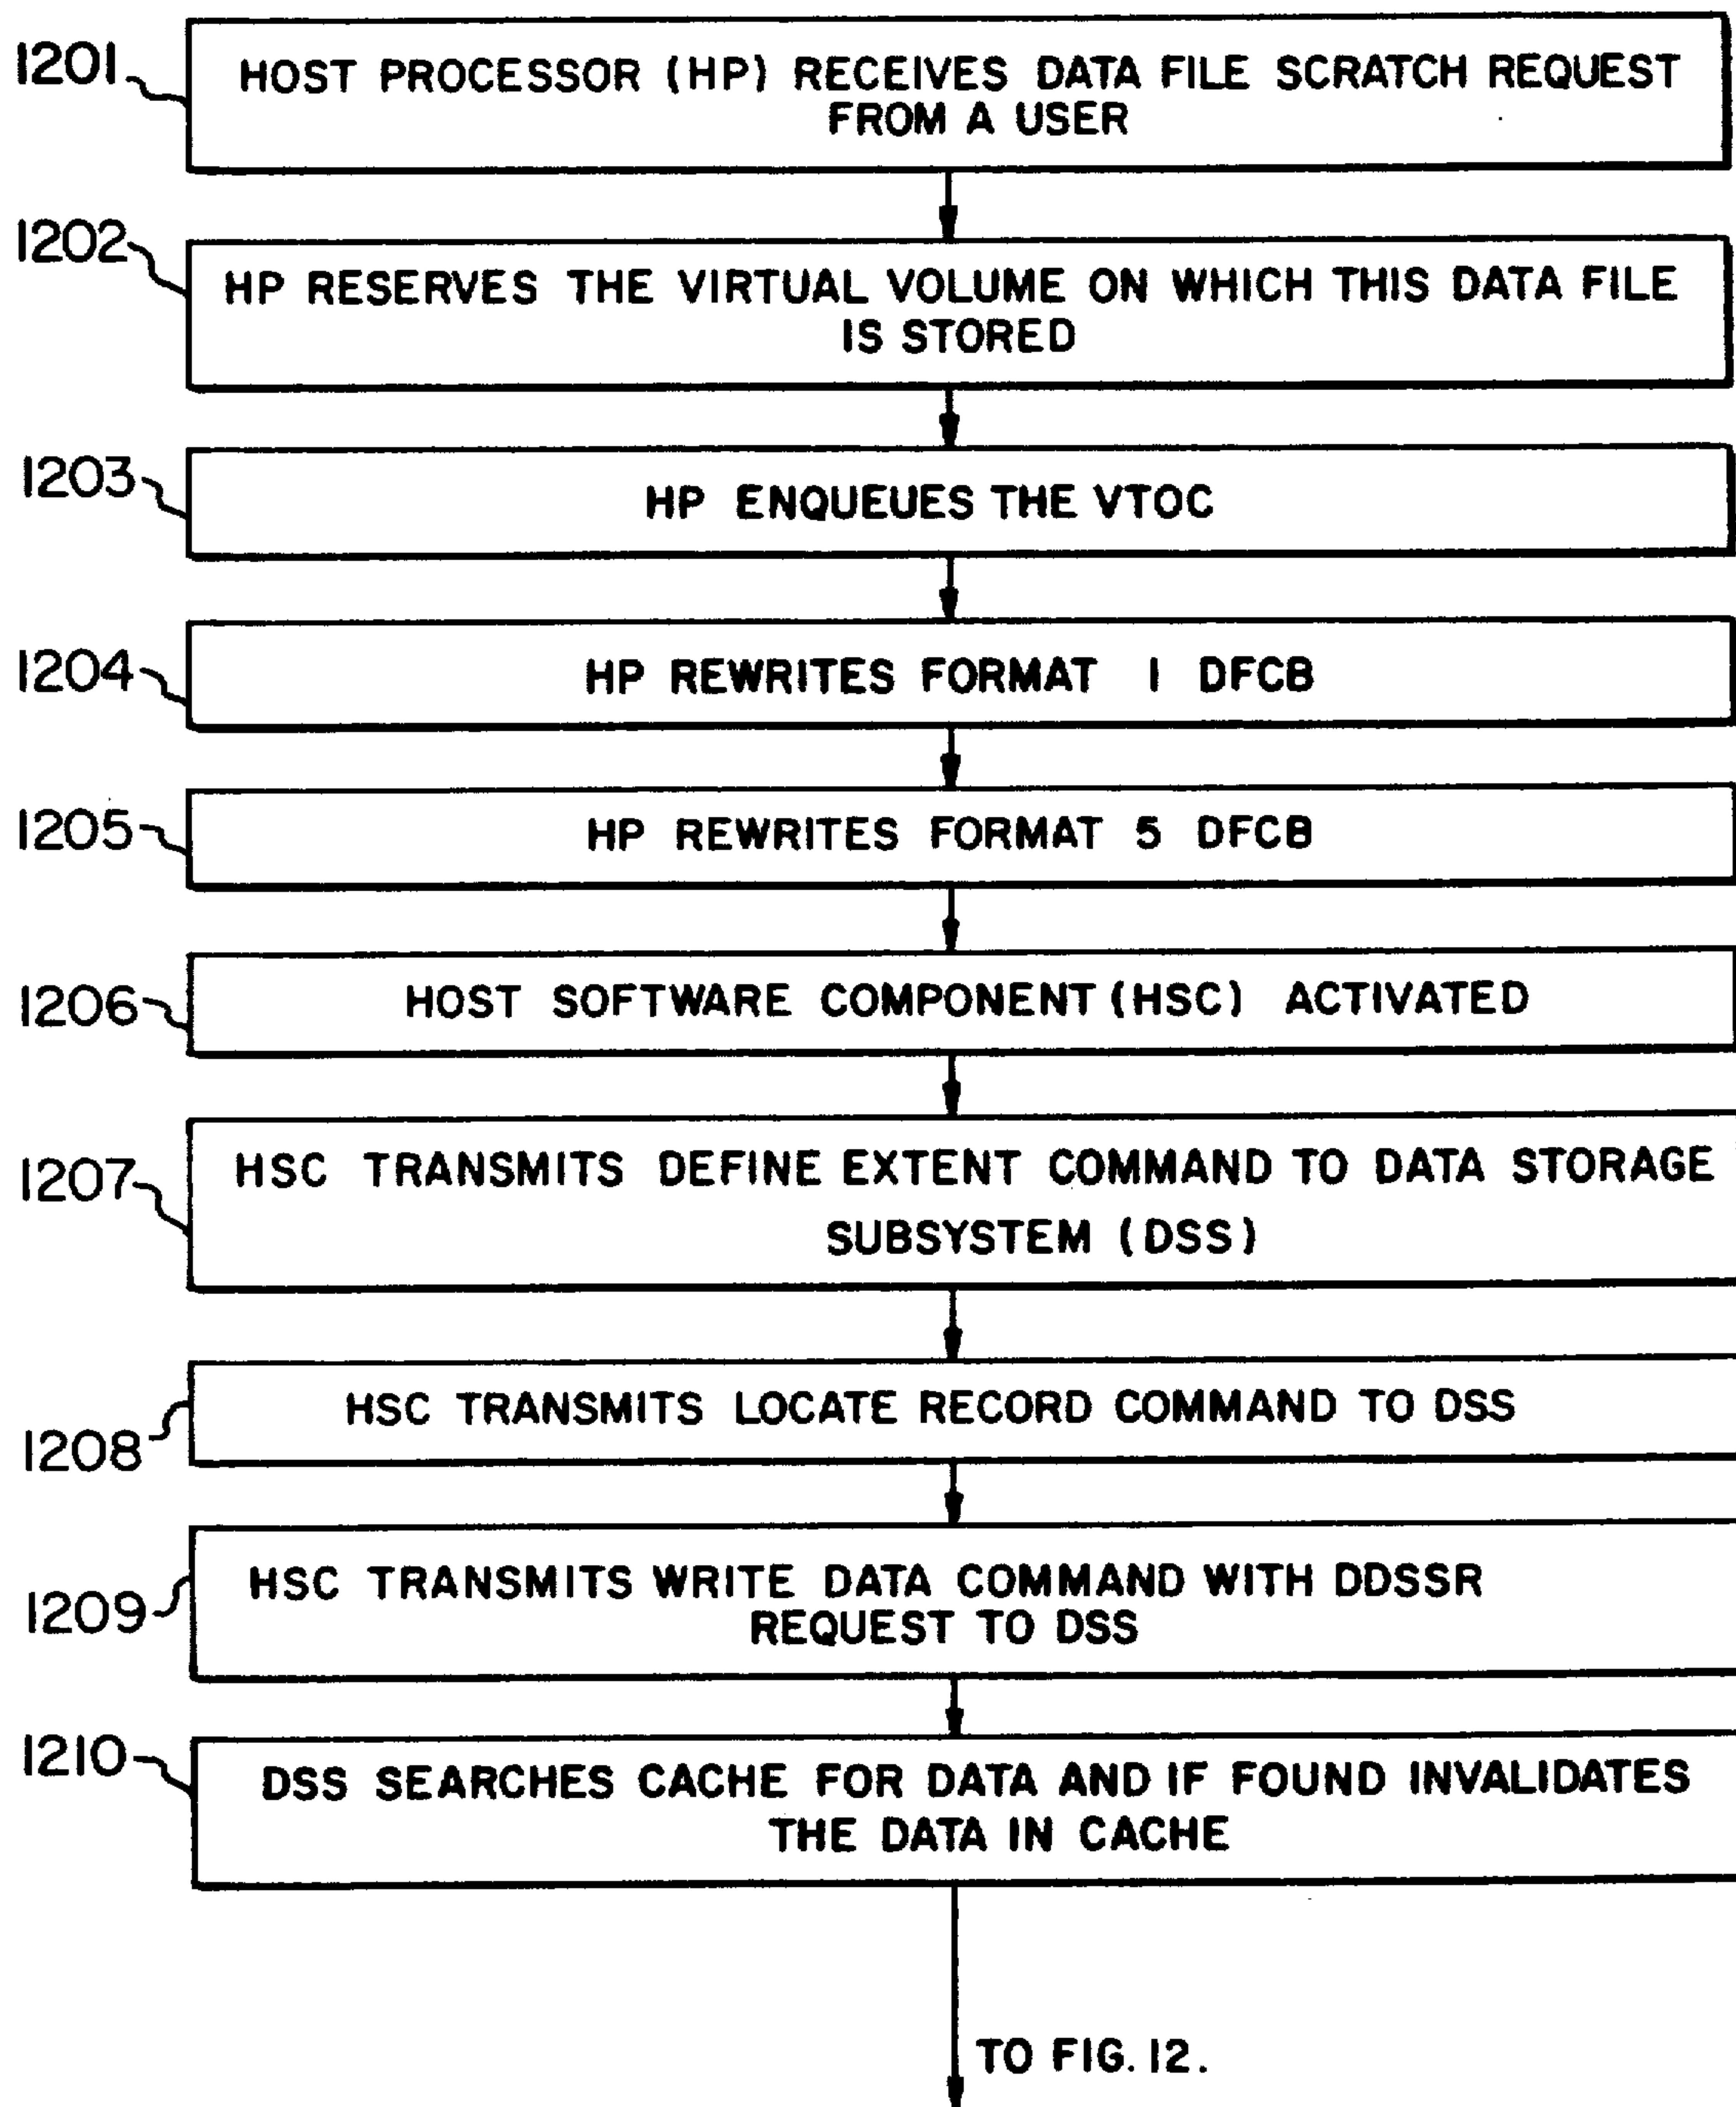 1201
HOST PROCESSOR (HP) RECEIVES DATA FILE SCRATCH REQUEST
FROM A USER
1202
HP RESERVES THE VIRTUAL VOLUME ON WHICH THIS DATA FILE
IS STORED
1203
HP ENQUEUES THE VTOC
1204
HP REWRITES FORMAT 1 DFCB
1205
HP REWRITES FORMAT 5 DFCB
1206
HOST SOFTWARE COMPONENT (HSC) ACTIVATED
1207
HSC TRANSMITS DEFINE EXTENT COMMAND TO DATA STORAGE
SUBSYSTEM (DSS)
1208
HSC TRANSMITS LOCATE RECORD COMMAND TO DSS
1209
HSC TRANSMITS WRITE DATA COMMAND WITH DDSSR
REQUEST TO DSS
1210
DSS SEARCHES CACHE FOR DATA AND IF FOUND INVALIDATES
THE DATA IN CACHE
TO FIG. 12.